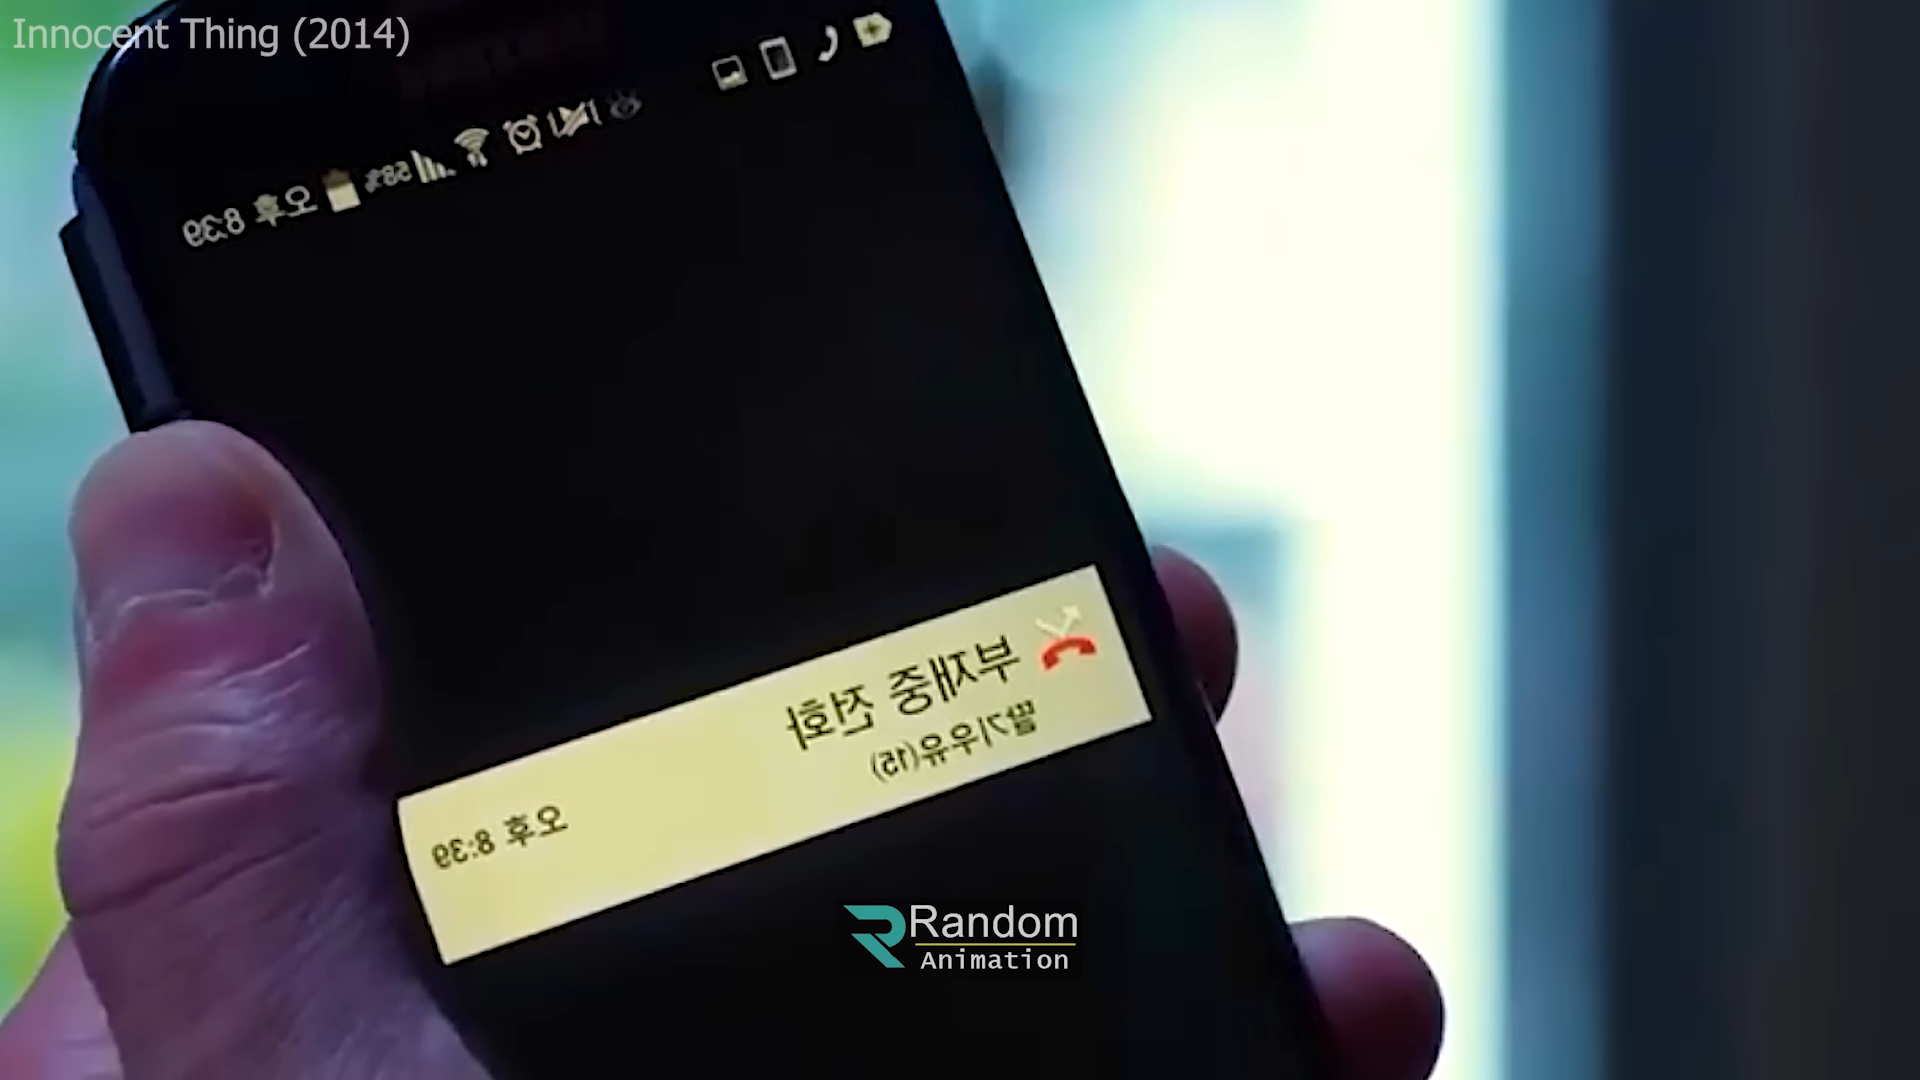 Innocent Thing (2014)
58% 오후 8:39
부재중 전화
딸기우유(15)
오후 8:39
Random
Animation